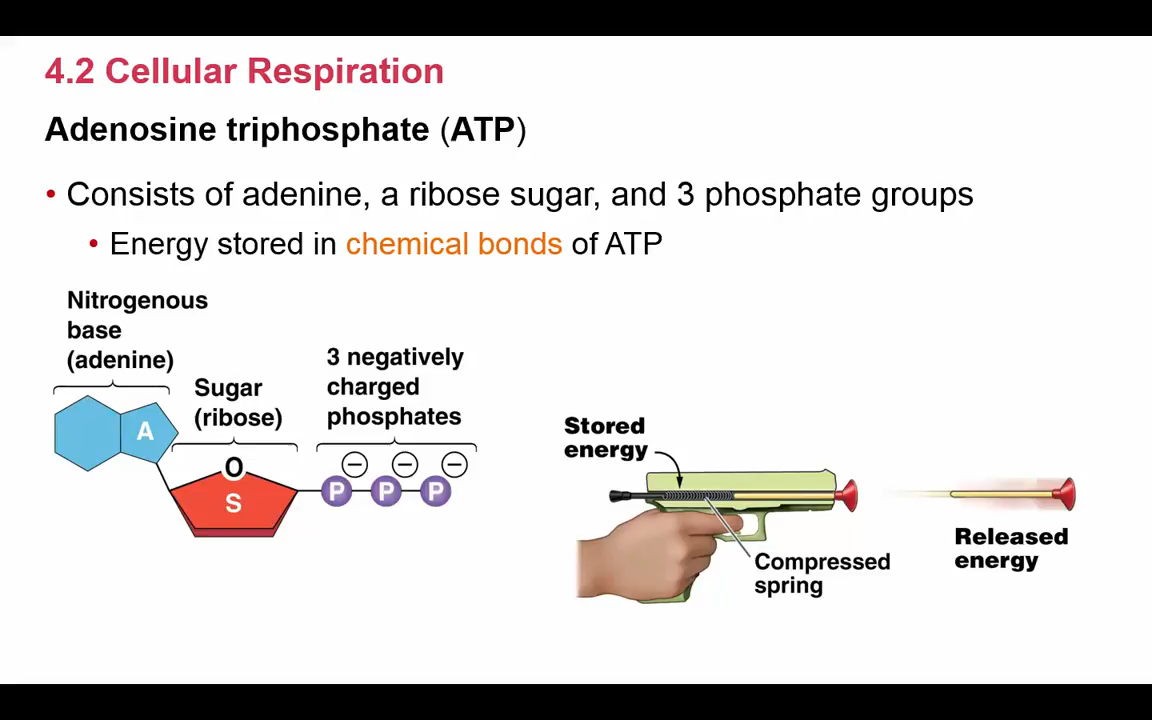 4.2 Cellular Respiration
Adenosine triphosphate (ATP)
• Consists of adenine, a ribose sugar, and 3 phosphate groups
• Energy stored in chemical bonds of ATP
Nitrogenous
base
(adenine)
Sugar
(ribose)
3 negatively
charged
phosphates
A
O
S
− − −
P P P
Stored
energy
Compressed
spring
Released
energy